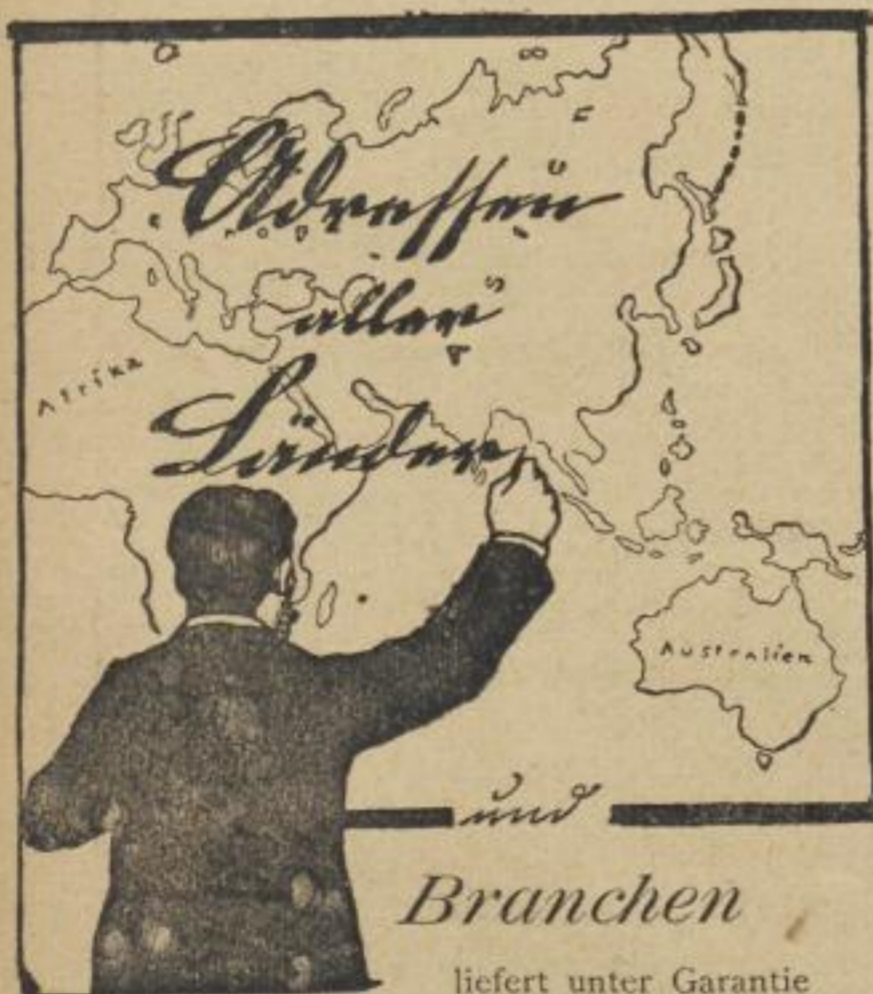 Adressen
aller
Afrika
Länder
Australien
und
Branchen
liefert unter Garantie